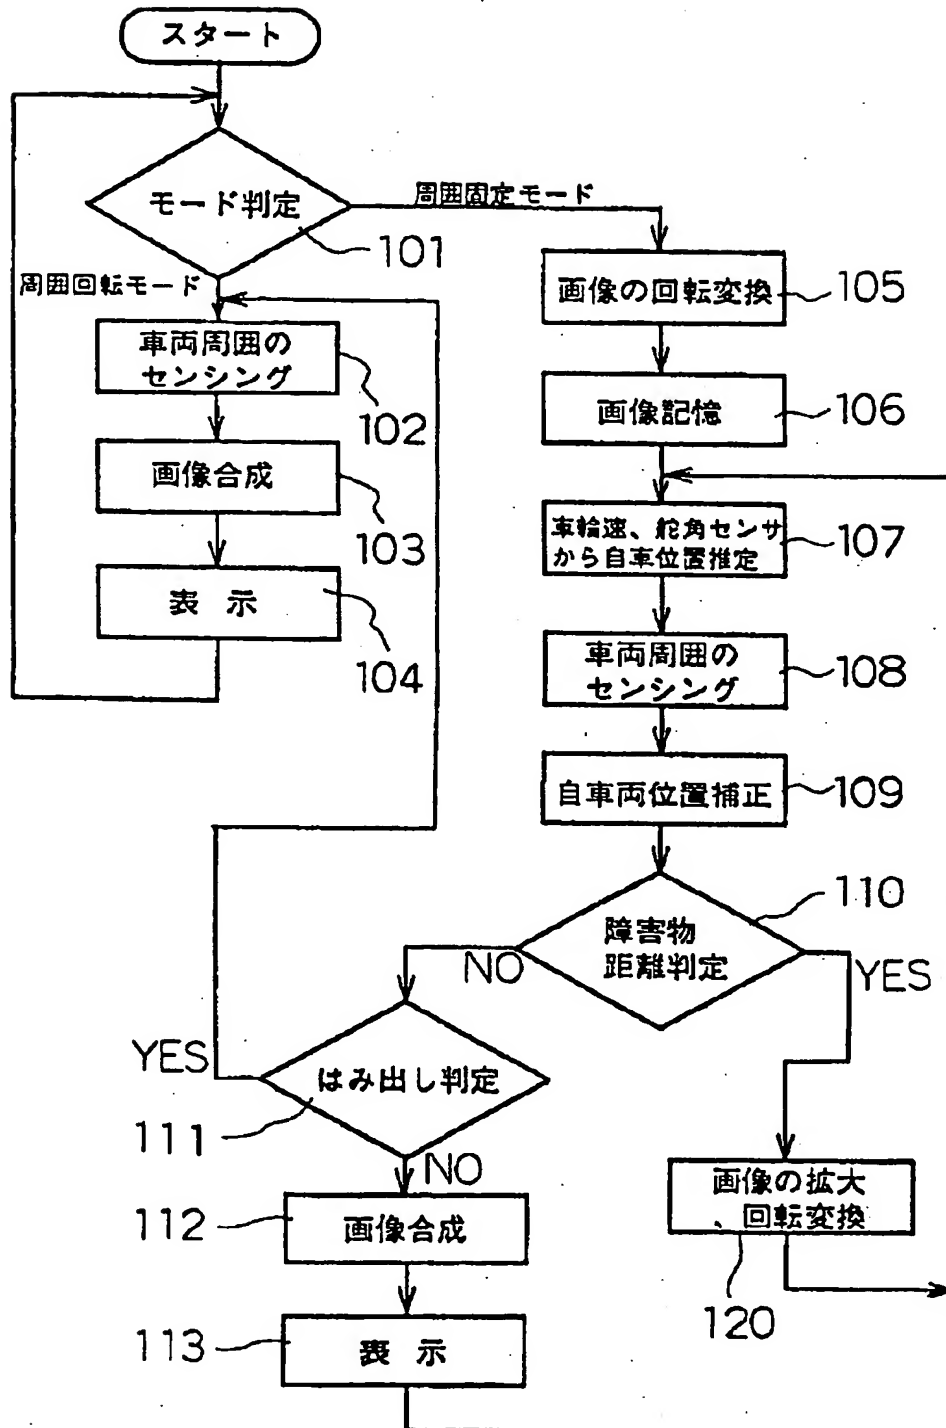 スタート
モード判定
101
周囲固定モード
周囲回転モード
車両周囲の
センシング
102
画像合成
103
表 示
104
画像の回転変換
105
画像記憶
106
車輪速、舵角センサ
から自車位置推定
107
車両周囲の
センシング
108
自車両位置補正
109
障害物
距離判定
110
NO
YES
はみ出し判定
111
YES
NO
画像の拡大
、回転変換
120
画像合成
112
表 示
113